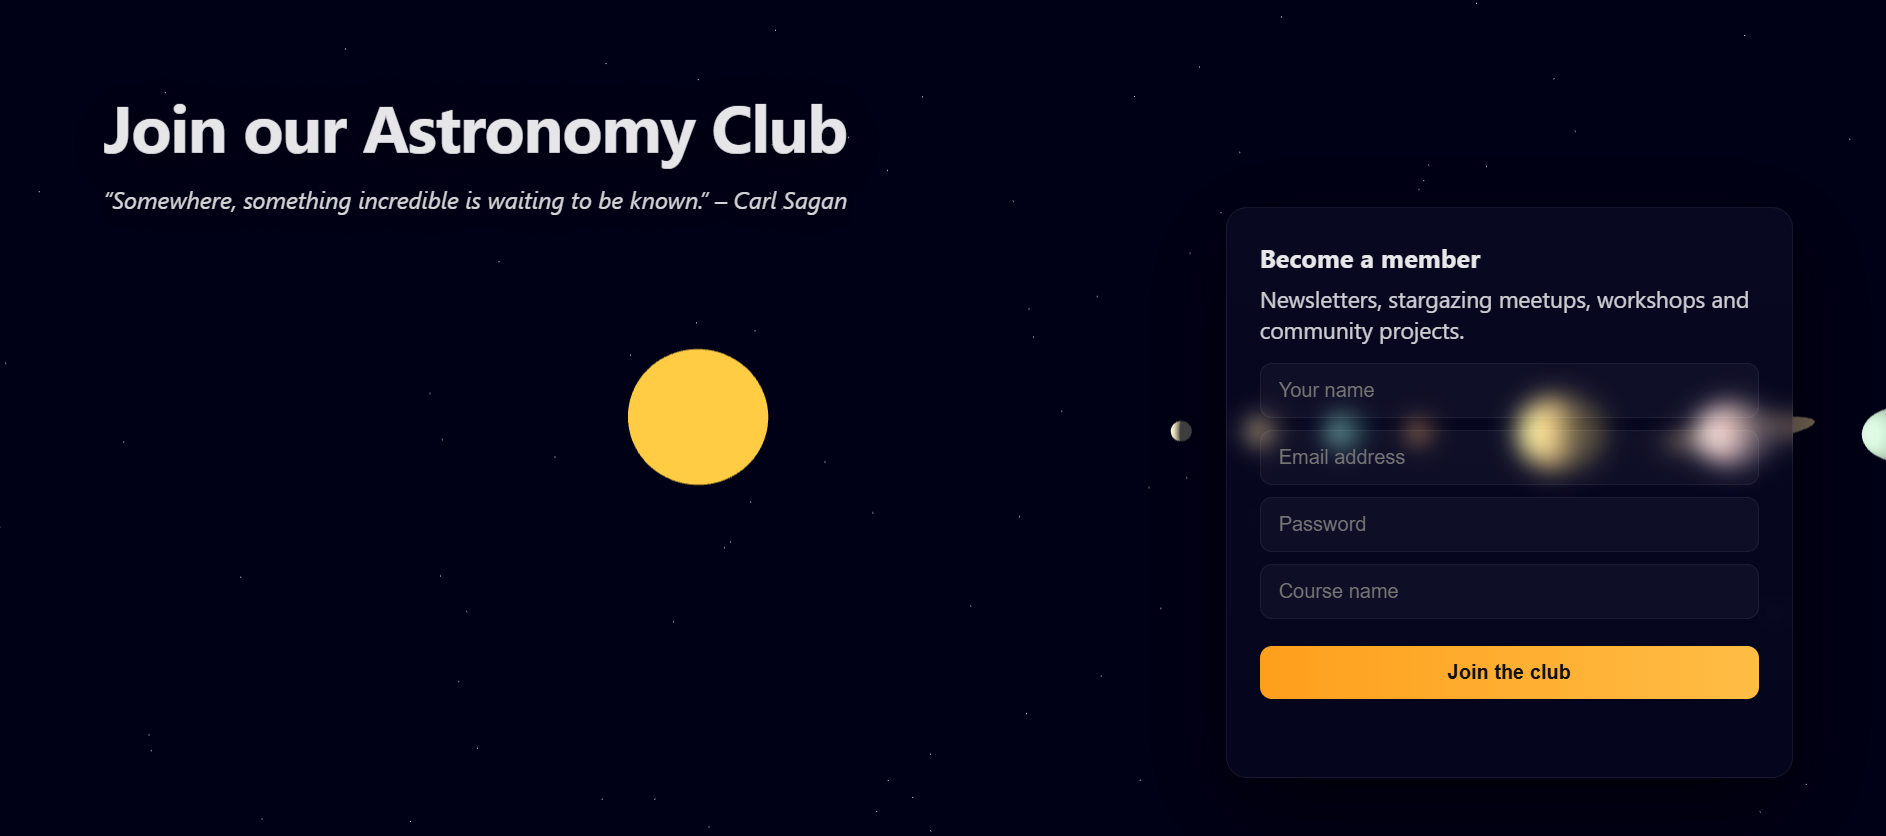 Join our Astronomy Club
“Somewhere, something incredible is waiting to be known.” – Carl Sagan
Become a member
Newsletters, stargazing meetups, workshops and
community projects.
Your name
Email address
Password
Course name
Join the club